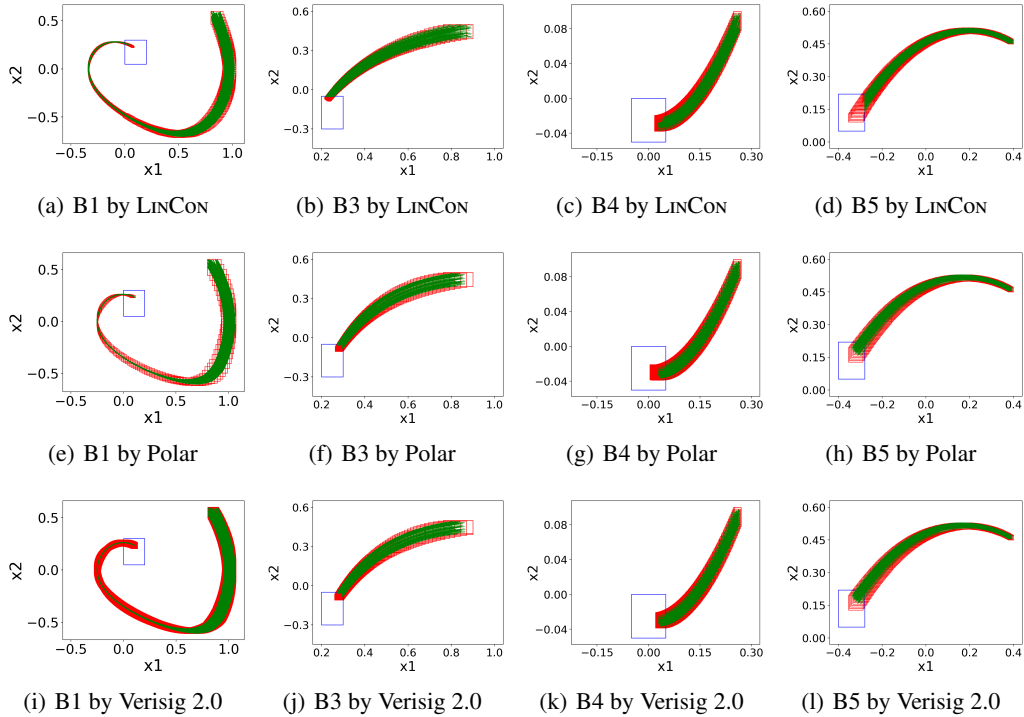 0.5
0.0
−0.5
x2
−0.5 0.0 0.5 1.0
x1
(a) B1 by LinCon
0.6
0.3
0.0
−0.3
x2
0.2 0.4 0.6 0.8 1.0
x1
(b) B3 by LinCon
0.08
0.04
0.00
−0.04
x2
−0.15 0.00 0.15 0.30
x1
(c) B4 by LinCon
0.60
0.45
0.30
0.15
0.00
x2
−0.4 −0.2 0.0 0.2 0.4
x1
(d) B5 by LinCon
0.5
0.0
−0.5
x2
−0.5 0.0 0.5 1.0
x1
(e) B1 by Polar
0.6
0.3
0.0
−0.3
x2
0.2 0.4 0.6 0.8 1.0
x1
(f) B3 by Polar
0.08
0.04
0.00
−0.04
x2
−0.15 0.00 0.15 0.30
x1
(g) B4 by Polar
0.60
0.45
0.30
0.15
0.00
x2
−0.4 −0.2 0.0 0.2 0.4
x1
(h) B5 by Polar
0.5
0.0
−0.5
x2
−0.5 0.0 0.5 1.0
x1
(i) B1 by Verisig 2.0
0.6
0.3
0.0
−0.3
x2
0.2 0.4 0.6 0.8 1.0
x1
(j) B3 by Verisig 2.0
0.08
0.04
0.00
−0.04
x2
−0.15 0.00 0.15 0.30
x1
(k) B4 by Verisig 2.0
0.60
0.45
0.30
0.15
0.00
x2
−0.4 −0.2 0.0 0.2 0.4
x1
(l) B5 by Verisig 2.0